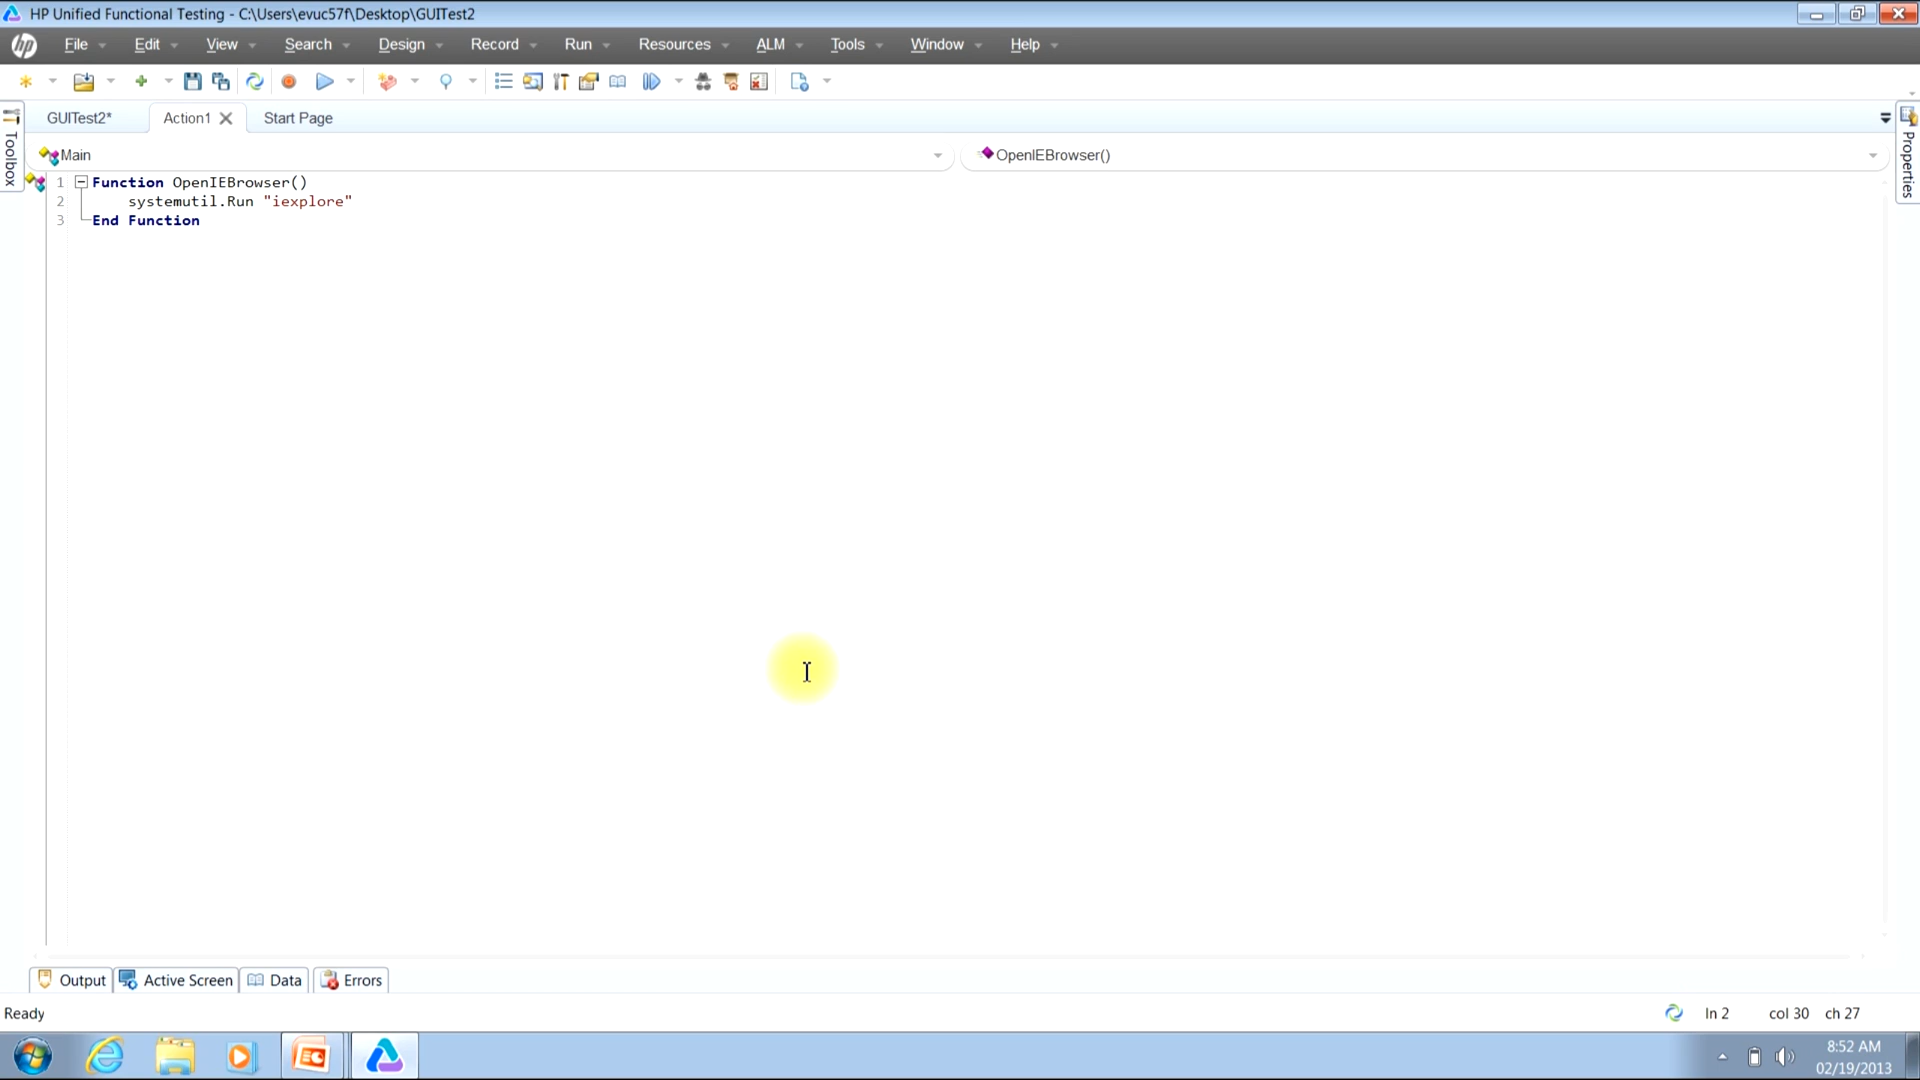 HP Unified Functional Testing - C:\Users\evuc57f\Desktop\GUITest2
hp File Edit View Search Design Record Run Resources ALM Tools Window Help
GUITest2* Action1 Start Page
Toolbox
Properties
Main OpenIEBrowser()
1 Function OpenIEBrowser()
2 systemutil.Run "iexplore"
3 End Function
Output Active Screen Data Errors
Ready ln 2 col 30 ch 27
8:52 AM
02/19/2013